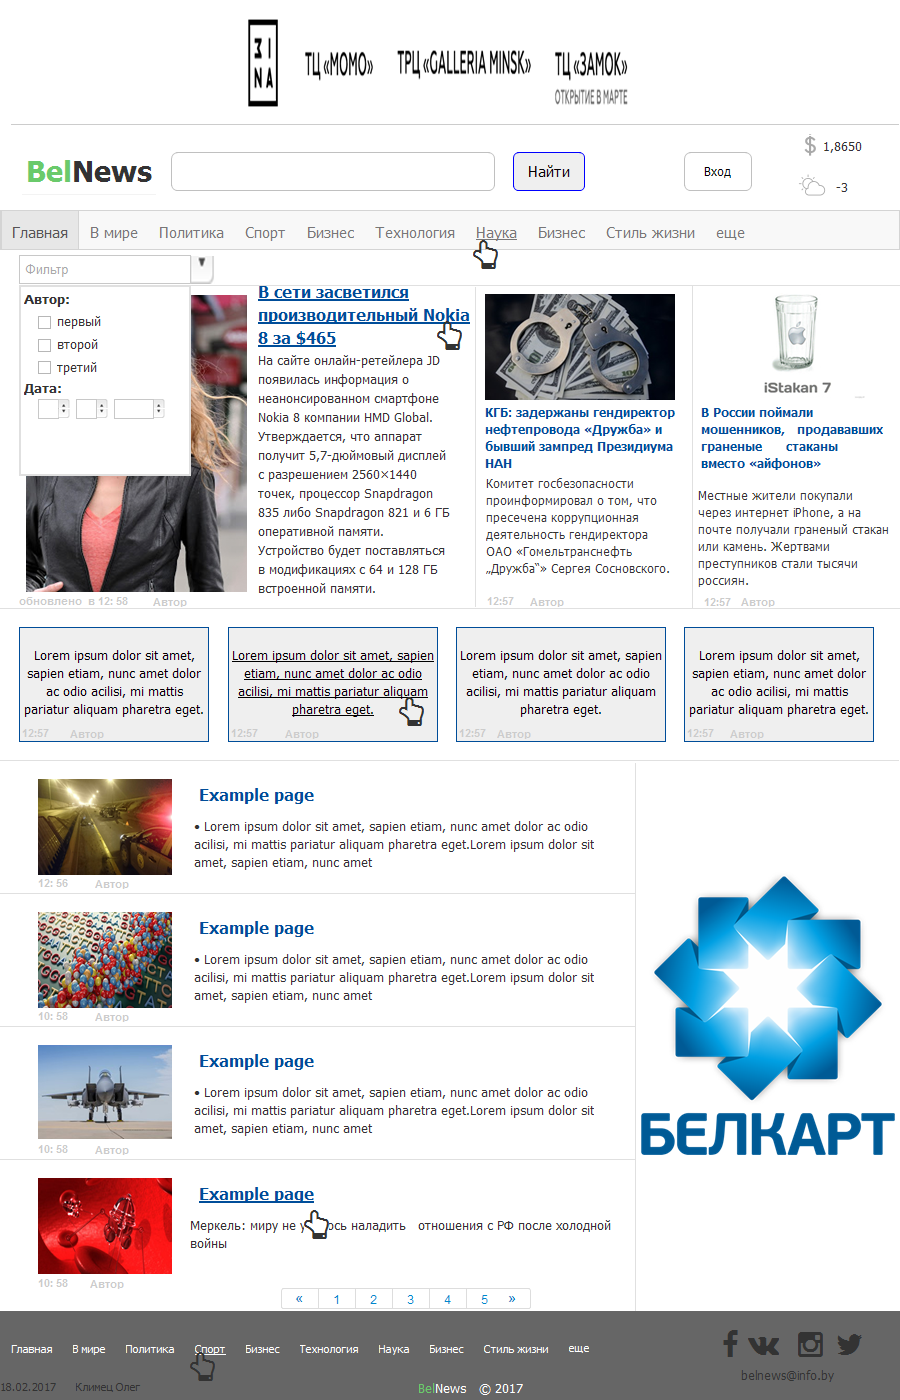 ЗINA
ТЦ «МОМО»
ТРЦ «GALLERIA MINSK»
ТЦ «ЗАМОК»
ОТКРЫТИЕ В МАРТЕ
BelNews
Найти
Вход
$ 1,8650
-3
Главная В мире Политика Спорт Бизнес Технология Наука Бизнес Стиль жизни еще
Фильтр
Автор:
первый
второй
третий
Дата:
обновлено в 12: 58 Автор
В сети засветился
производительный Nokia
8 за $465
На сайте онлайн-ретейлера JD
появилась информация о
неанонсированном смартфоне
Nokia 8 компании HMD Global.
Утверждается, что аппарат
получит 5,7-дюймовый дисплей
с разрешением 2560×1440
точек, процессор Snapdragon
835 либо Snapdragon 821 и 6 ГБ
оперативной памяти.
Устройство будет поставляться
в модификациях с 64 и 128 ГБ
встроенной памяти.
КГБ: задержаны гендиректор
нефтепровода «Дружба» и
бывший зампред Президиума
НАН
Комитет госбезопасности
проинформировал о том, что
пресечена коррупционная
деятельность гендиректора
ОАО «Гомельтранснефть
„Дружба“» Сергея Сосновского.
12:57 Автор
iStakan 7
В России поймали
мошенников, продававших
граненые стаканы
вместо «айфонов»
Местные жители покупали
через интернет iPhone, а на
почте получали граненый стакан
или камень. Жертвами
преступников стали тысячи
россиян.
12:57 Автор
Lorem ipsum dolor sit amet,
sapien etiam, nunc amet dolor
ac odio acilisi, mi mattis
pariatur aliquam pharetra eget.
12:57 Автор
Lorem ipsum dolor sit amet, sapien
etiam, nunc amet dolor ac odio
acilisi, mi mattis pariatur aliquam
pharetra eget.
12:57 Автор
Lorem ipsum dolor sit amet, sapien
etiam, nunc amet dolor ac odio
acilisi, mi mattis pariatur aliquam
pharetra eget.
12:57 Автор
Lorem ipsum dolor sit amet,
sapien etiam, nunc amet dolor
ac odio acilisi, mi mattis
pariatur aliquam pharetra eget.
12:57 Автор
Example page
• Lorem ipsum dolor sit amet, sapien etiam, nunc amet dolor ac odio
acilisi, mi mattis pariatur aliquam pharetra eget.Lorem ipsum dolor sit
amet, sapien etiam, nunc amet
12: 56 Автор
Example page
• Lorem ipsum dolor sit amet, sapien etiam, nunc amet dolor ac odio
acilisi, mi mattis pariatur aliquam pharetra eget.Lorem ipsum dolor sit
amet, sapien etiam, nunc amet
10: 58 Автор
Example page
• Lorem ipsum dolor sit amet, sapien etiam, nunc amet dolor ac odio
acilisi, mi mattis pariatur aliquam pharetra eget.Lorem ipsum dolor sit
amet, sapien etiam, nunc amet
10: 58 Автор
Example page
Меркель: миру не наладить отношения с РФ после холодной
войны
10: 58 Автор
БЕЛКАРТ
« 1 2 3 4 5 »
Главная В мире Политика Спорт Бизнес Технология Наука Бизнес Стиль жизни еще
belnews@info.by
18.02.2017 Климец Олег
BelNews © 2017